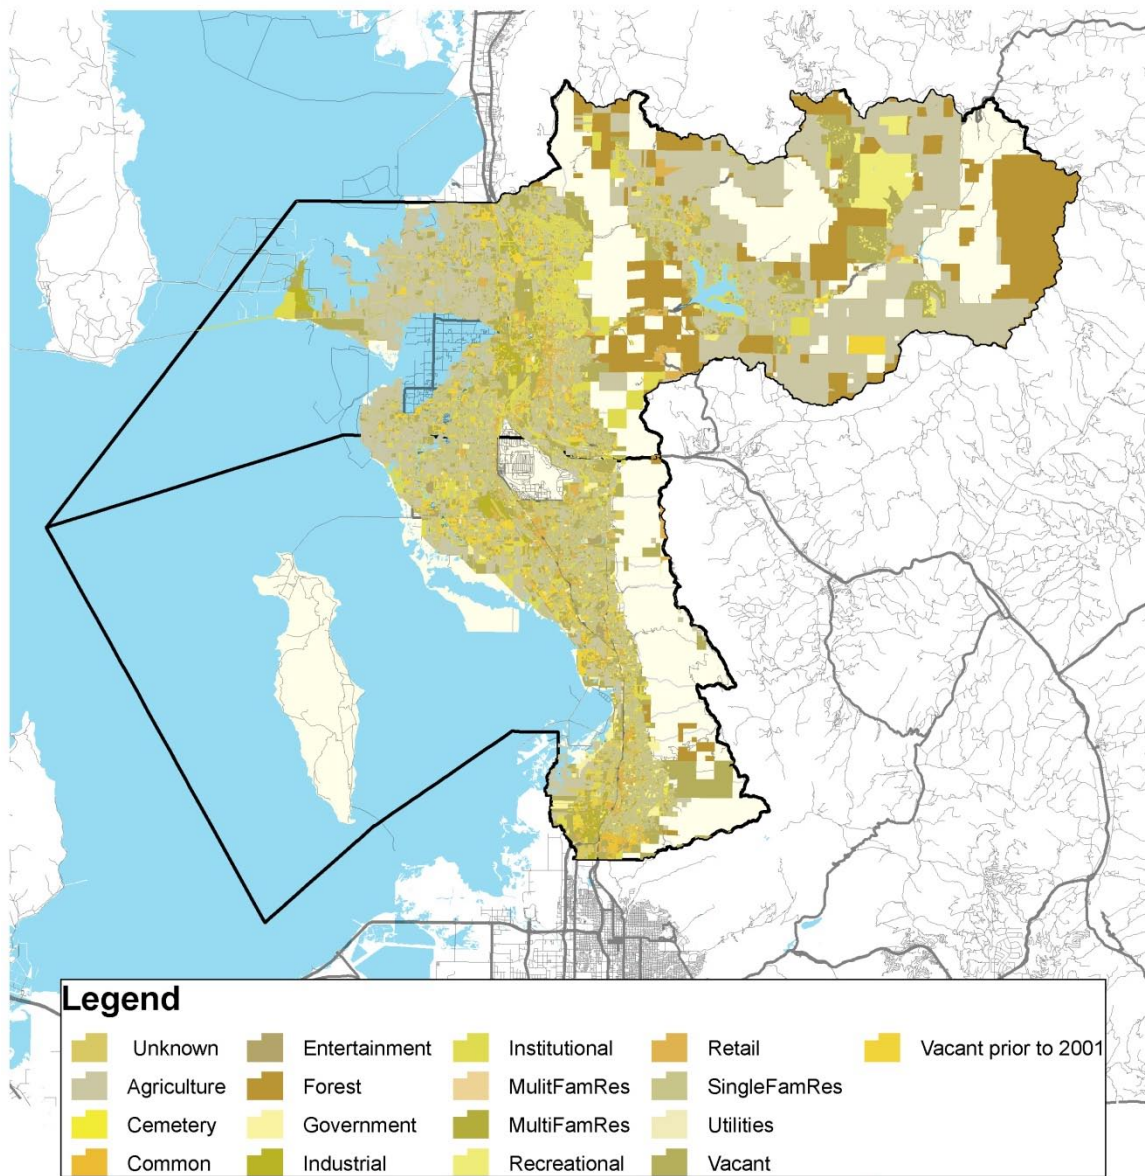 Legend
Unknown Entertainment Institutional Retail Vacant prior to 2001
Agriculture Forest MulitFamRes SingleFamRes
Cemetery Government MultiFamRes Utilities
Common Industrial Recreational Vacant